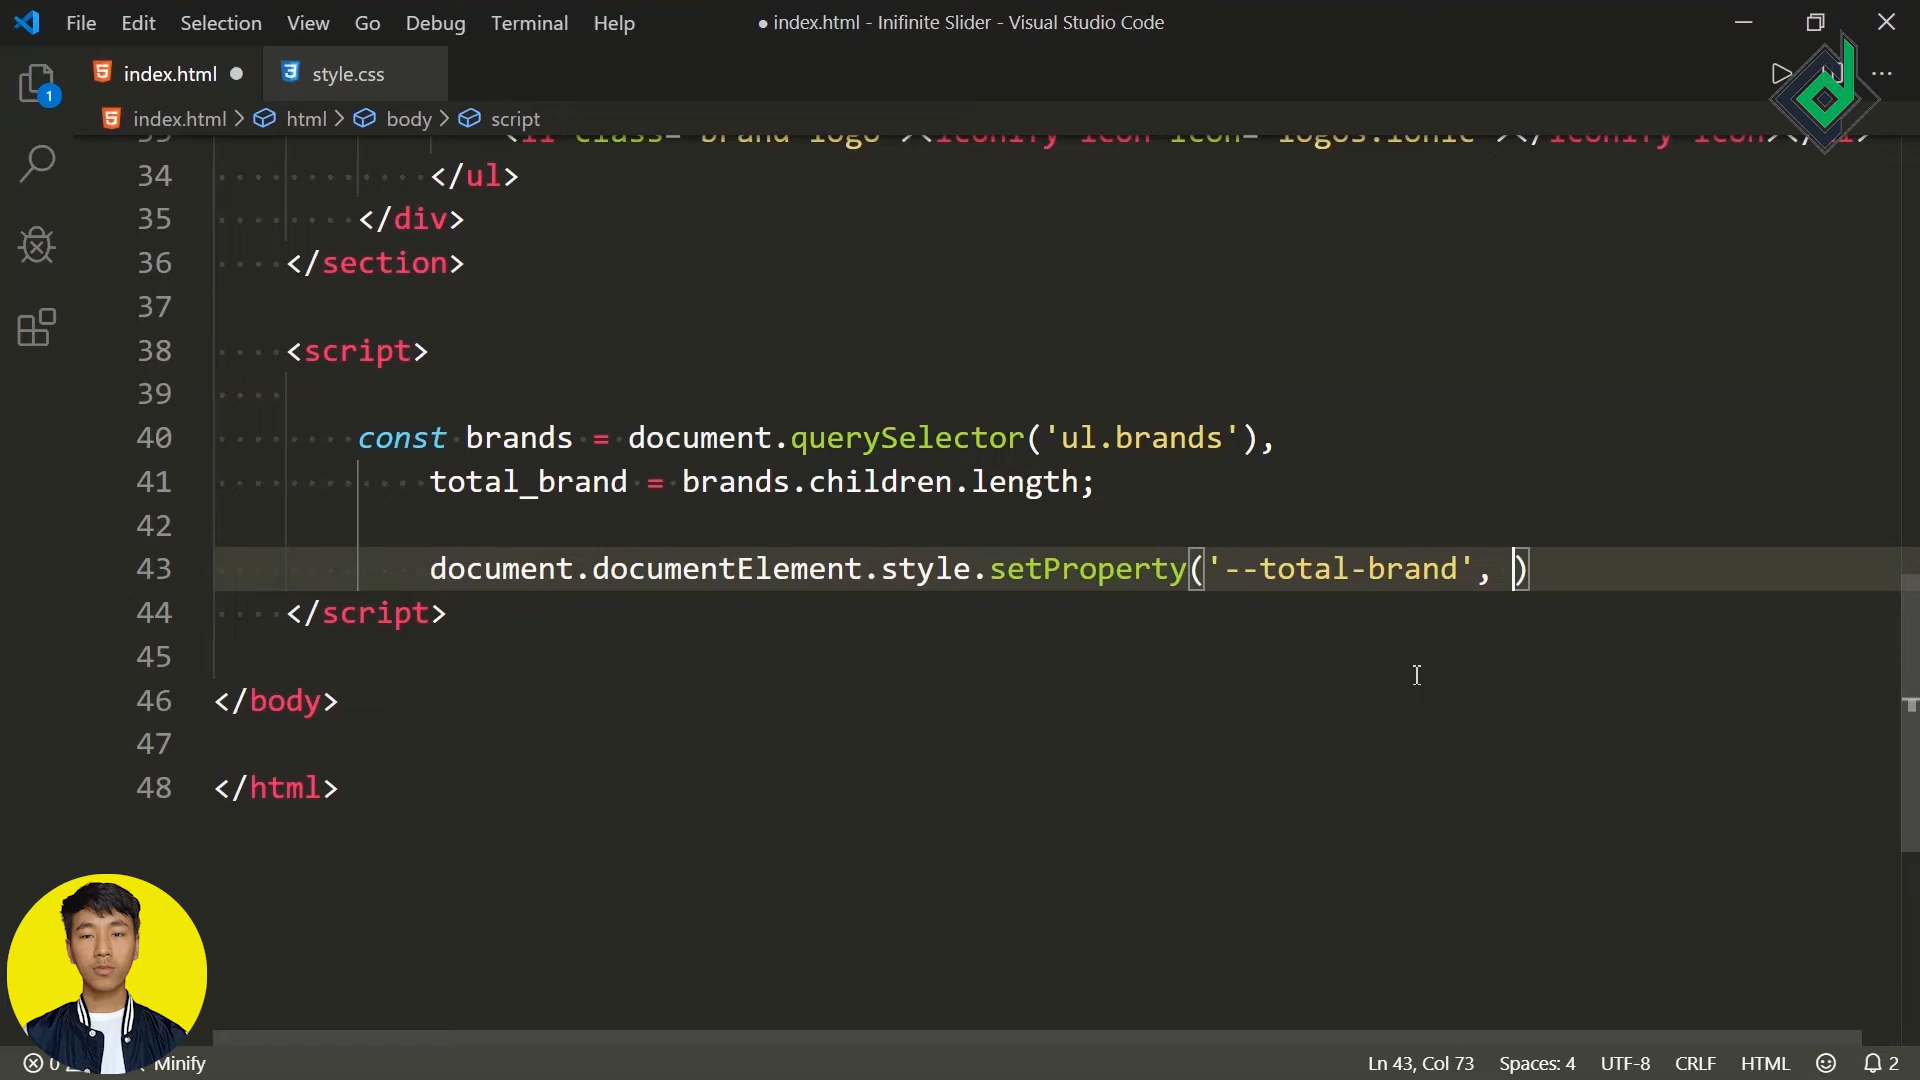 File Edit Selection View Go Debug Terminal Help ● index.html - Inifinite Slider - Visual Studio Code
1
index.html ● style.css
index.html > html > body > script
34 </ul>
35 </div>
36 </section>
37
38 <script>
39
40 const brands = document.querySelector('ul.brands'),
41 total_brand = brands.children.length;
42
43 document.documentElement.style.setProperty('--total-brand', )
44 </script>
45
46 </body>
47
48 </html>
0 Minify Ln 43, Col 73 Spaces: 4 UTF-8 CRLF HTML 2